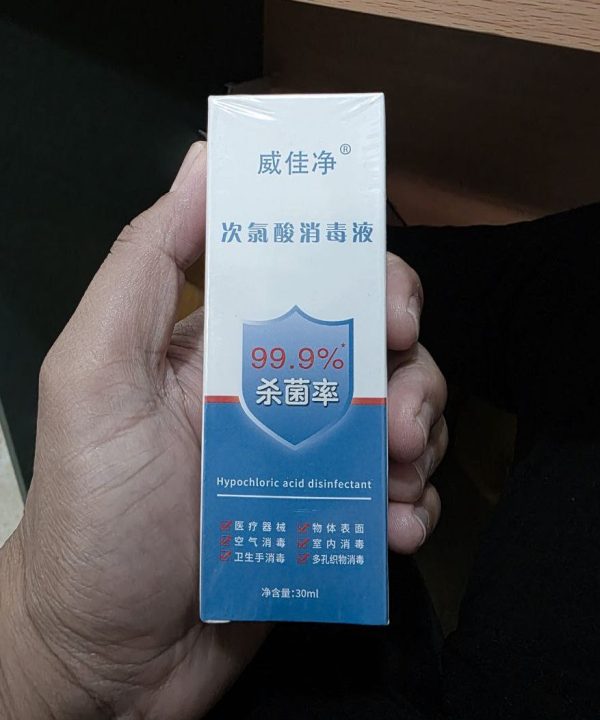 威佳净®
次氯酸消毒液
99.9%*
杀菌率
Hypochloric acid disinfectant
医疗器械 物体表面
空气消毒 室内消毒
卫生手消毒 多孔织物消毒
净含量:30ml